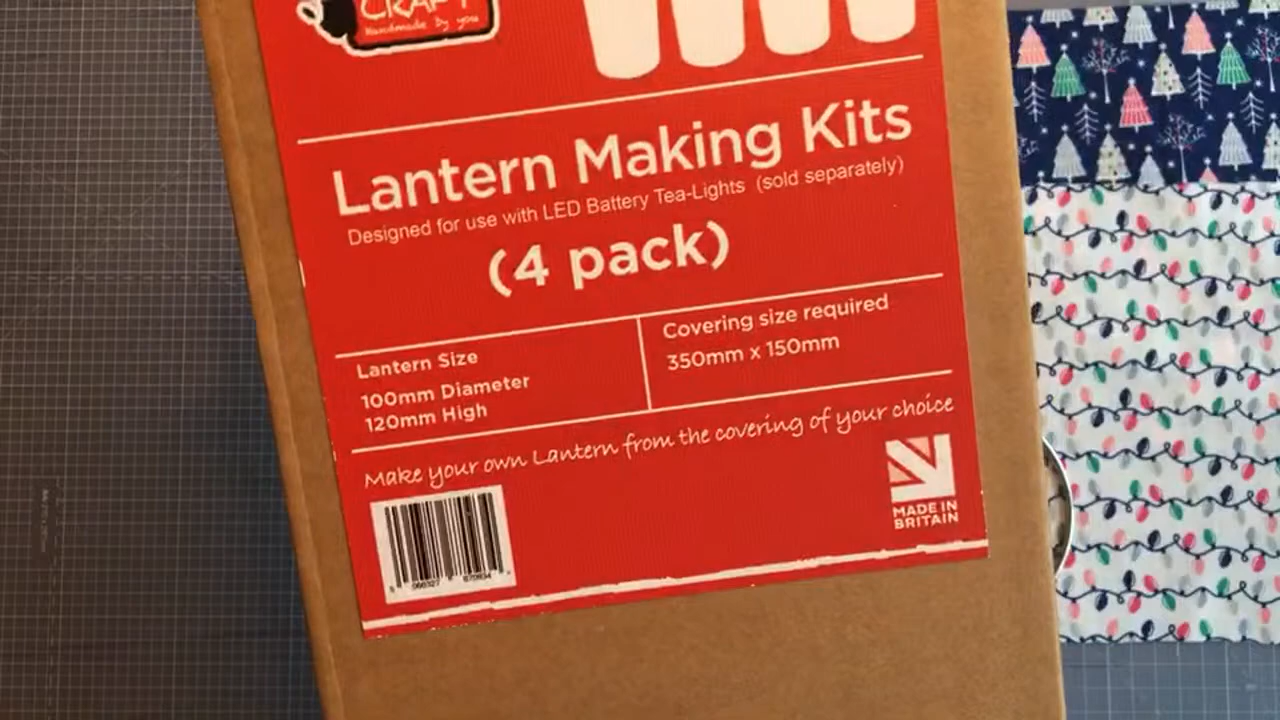 CRAFT
Handmade by you
Lantern Making Kits
Designed for use with LED Battery Tea-Lights (sold separately)
(4 pack)
Lantern Size
100mm Diameter
120mm High
Covering size required
350mm x 150mm
Make your own Lantern from the covering of your choice
MADE IN
BRITAIN